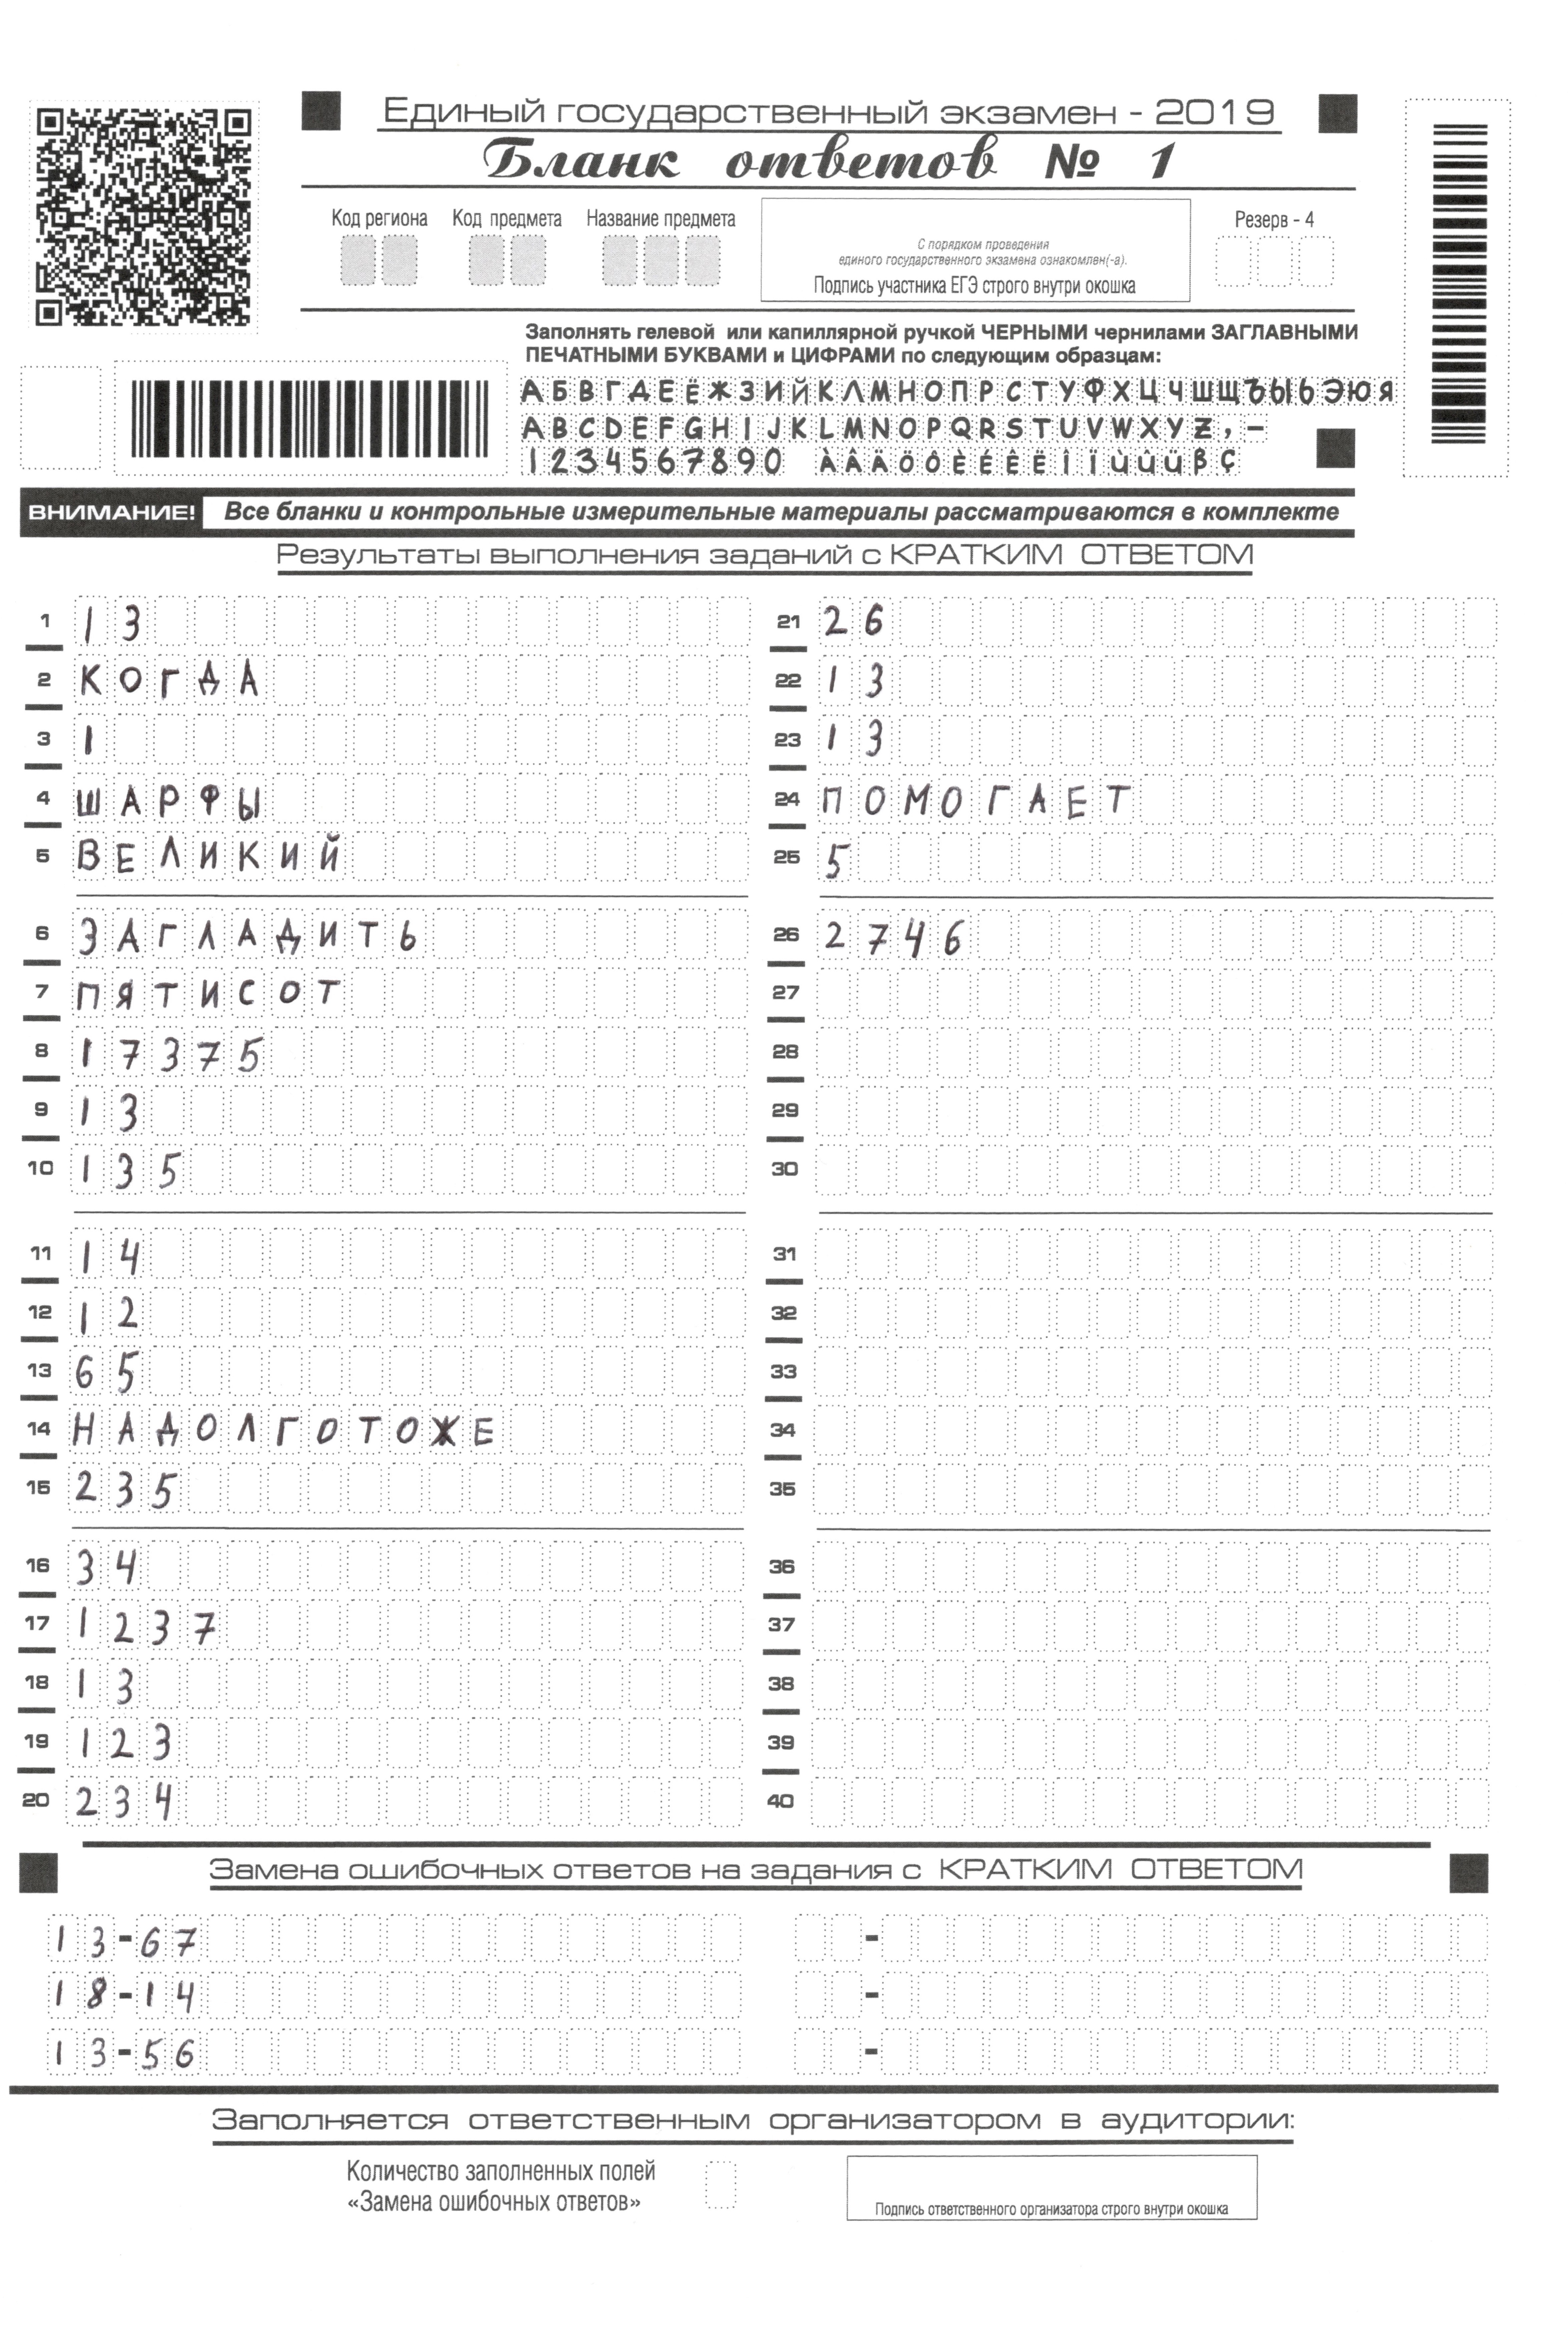 Единый государственный экзамен - 2019
Бланк ответов № 1
Код региона Код предмета Название предмета
С порядком проведения
единого государственного экзамена ознакомлен(-а).
Подпись участника ЕГЭ строго внутри окошка
Резерв - 4
Заполнять гелевой или капиллярной ручкой ЧЕРНЫМИ чернилами ЗАГЛАВНЫМИ
ПЕЧАТНЫМИ БУКВАМИ и ЦИФРАМИ по следующим образцам:
АБВГДЕЁЖЗИЙКЛМНОПРСТУФХЦЧШЩЪЫЬЭЮЯ
ABCDEFGHIJKLMNOPQRSTUVWXYZ,-
1234567890 ÀÂÄÖÔÈÉÊËÎÏÙÛÜßÇ
ВНИМАНИЕ! Все бланки и контрольные измерительные материалы рассматриваются в комплекте
Результаты выполнения заданий с КРАТКИМ ОТВЕТОМ
1 13
2 КОГДА
3 1
4 ШАРФЫ
5 ВЕЛИКИЙ
6 ЗАГЛАДИТЬ
7 ПЯТИСОТ
8 17375
9 13
10 135
11 14
12 12
13 65
14 НАДОЛГОТОЖЕ
15 235
16 34
17 1237
18 13
19 123
20 234
21 26
22 13
23 13
24 ПОМОГАЕТ
25 5
26 2746
27
28
29
30
31
32
33
34
35
36
37
38
39
40
Замена ошибочных ответов на задания с КРАТКИМ ОТВЕТОМ
13-67
18-14
13-56
-
-
-
Заполняется ответственным организатором в аудитории:
Количество заполненных полей
«Замена ошибочных ответов»
Подпись ответственного организатора строго внутри окошка